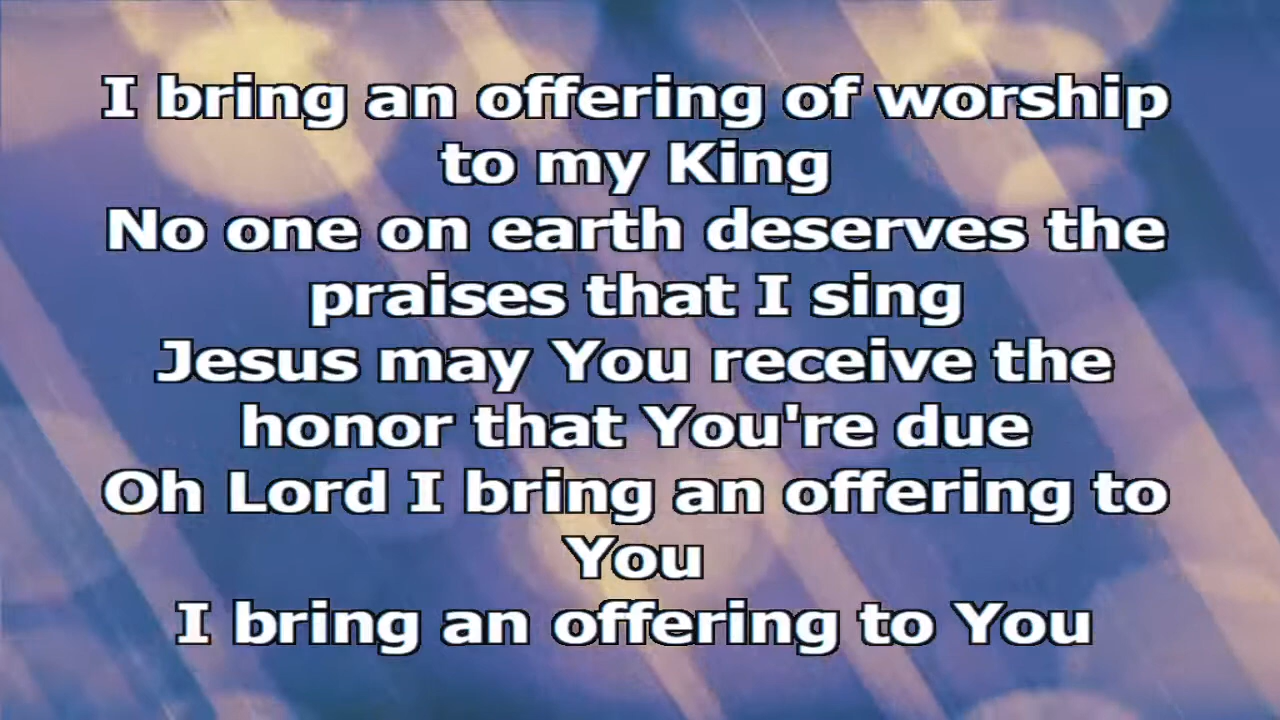 I bring an offering of worship
to my King
No one on earth deserves the
praises that I sing
Jesus may You receive the
honor that You're due
Oh Lord I bring an offering to
You
I bring an offering to You